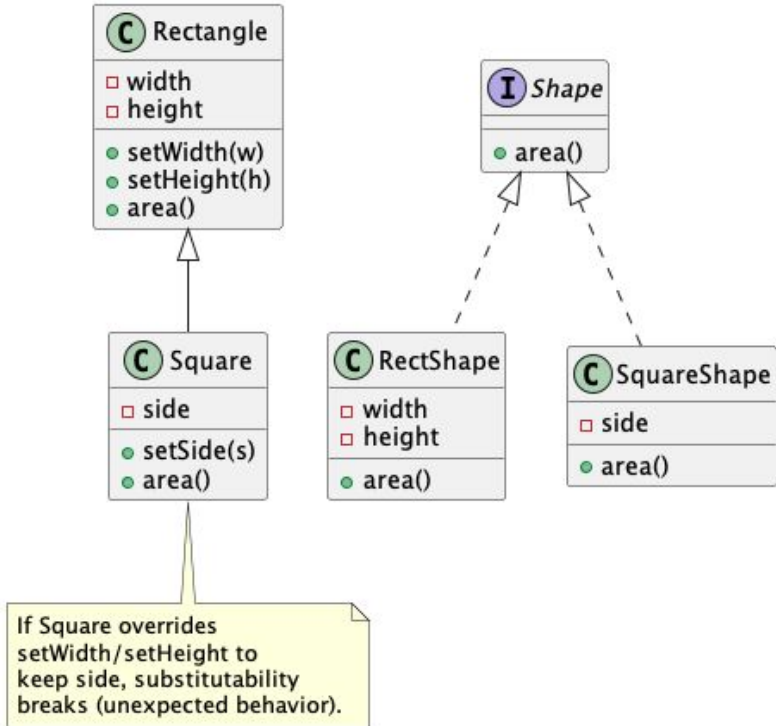 C Rectangle
width
height
setWidth(w)
setHeight(h)
area()
I Shape
area()
C Square
side
setSide(s)
area()
C RectShape
width
height
area()
C SquareShape
side
area()
If Square overrides
setWidth/setHeight to
keep side, substitutability
breaks (unexpected behavior).